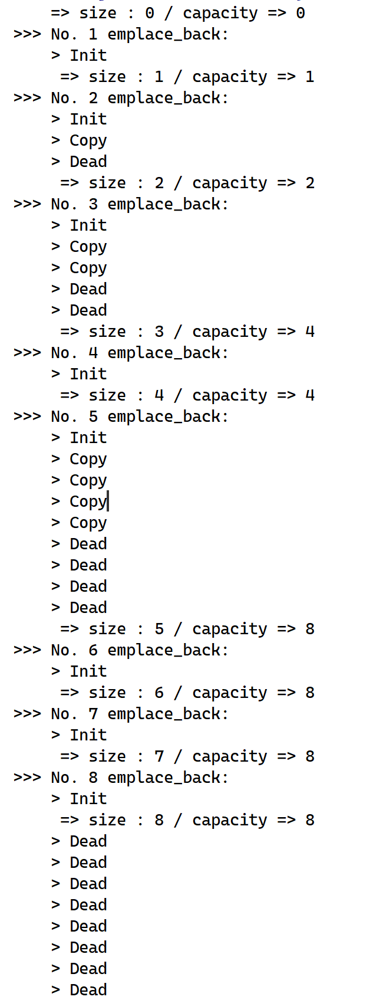 => size : 0 / capacity => 0
>>> No. 1 emplace_back:
> Init
=> size : 1 / capacity => 1
>>> No. 2 emplace_back:
> Init
> Copy
> Dead
=> size : 2 / capacity => 2
>>> No. 3 emplace_back:
> Init
> Copy
> Copy
> Dead
> Dead
=> size : 3 / capacity => 4
>>> No. 4 emplace_back:
> Init
=> size : 4 / capacity => 4
>>> No. 5 emplace_back:
> Init
> Copy
> Copy
> Copy
> Copy
> Dead
> Dead
> Dead
> Dead
=> size : 5 / capacity => 8
>>> No. 6 emplace_back:
> Init
=> size : 6 / capacity => 8
>>> No. 7 emplace_back:
> Init
=> size : 7 / capacity => 8
>>> No. 8 emplace_back:
> Init
=> size : 8 / capacity => 8
> Dead
> Dead
> Dead
> Dead
> Dead
> Dead
> Dead
> Dead